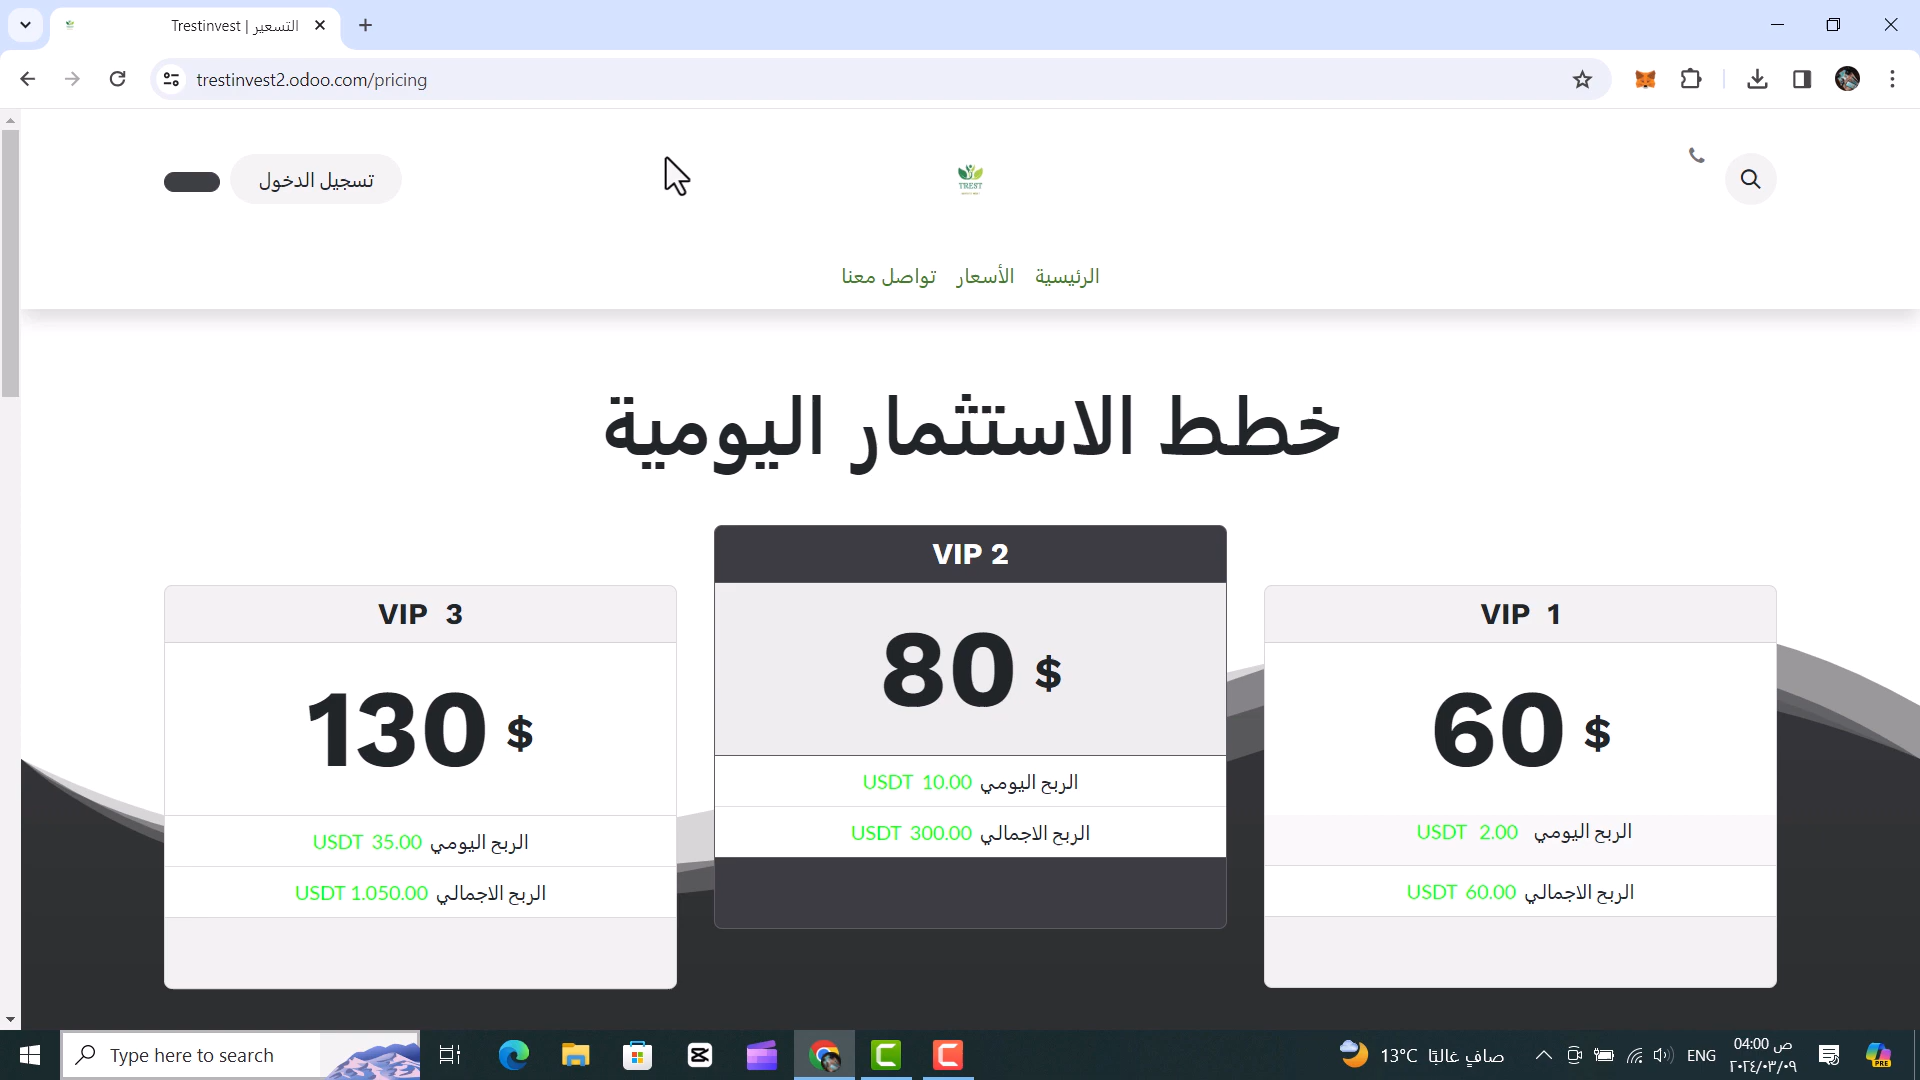 Trestinvest | التسعير
trestinvest2.odoo.com/pricing
تسجيل الدخول
TREST
الرئيسية
الأسعار
تواصل معنا
خطط الاستثمار اليومية
VIP 1
60 $
الربح اليومي USDT 2.00
الربح الاجمالي USDT 60.00
VIP 2
80 $
الربح اليومي USDT 10.00
الربح الاجمالي USDT 300.00
VIP 3
130 $
الربح اليومي USDT 35.00
الربح الاجمالي USDT 1.050.00
Type here to search
13°C صافٍ غالبًا
ENG
04:00 ص
٢٠٢٤/٠٣/٠٩
PRE